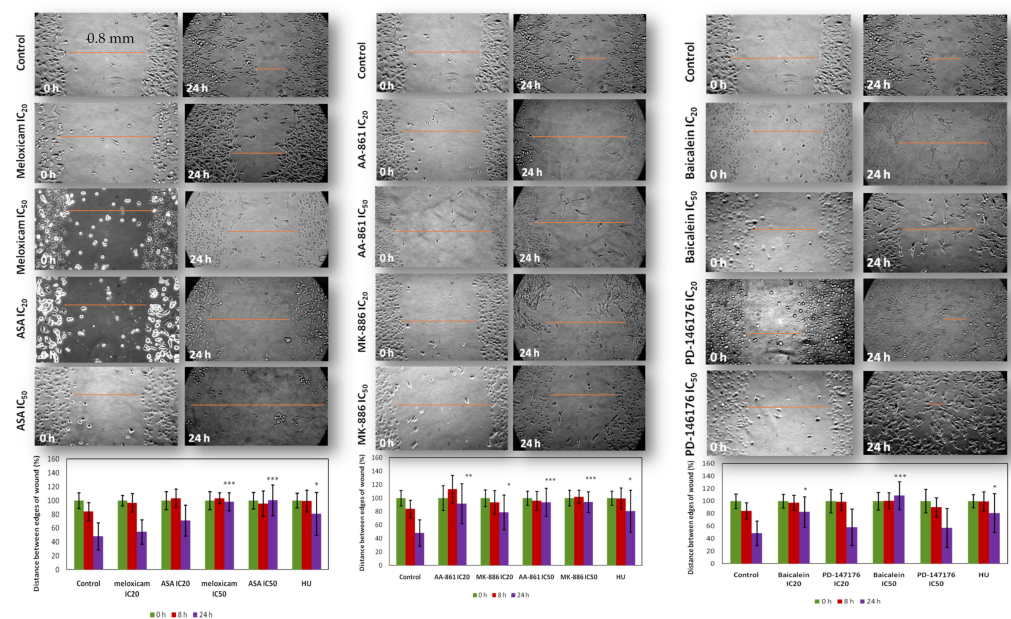 Control
0.8 mm
0 h
24 h
Meloxicam IC20
0 h
24 h
Meloxicam IC50
0 h
24 h
ASA IC20
0 h
24 h
ASA IC50
0 h
24 h
Distance between edges of wound (%)
160
140
120
100
80
60
40
20
0
***
***
*
Control
meloxicam IC20
ASA IC20
meloxicam IC50
ASA IC50
HU
0 h 8 h 24 h
Control
0 h
24 h
AA-861 IC20
0 h
24 h
AA-861 IC50
0 h
24 h
MK-886 IC20
0 h
24 h
MK-886 IC50
0 h
24 h
Distance between edges of wound (%)
160
140
120
100
80
60
40
20
0
**
*
***
***
*
Control
AA-861 IC20
MK-886 IC20
AA-861 IC50
MK-886 IC50
HU
0 h 8 h 24 h
Control
0 h
24 h
Baicalein IC20
0 h
24 h
Baicalein IC50
0 h
24 h
PD-146176 IC20
0 h
24 h
PD-146176 IC50
0 h
24 h
Distance between edges of wound (%)
160
140
120
100
80
60
40
20
0
*
***
*
Control
Baicalein
IC20
PD-147176
IC20
Baicalein
IC50
PD-147176
IC50
HU
0 h 8 h 24 h